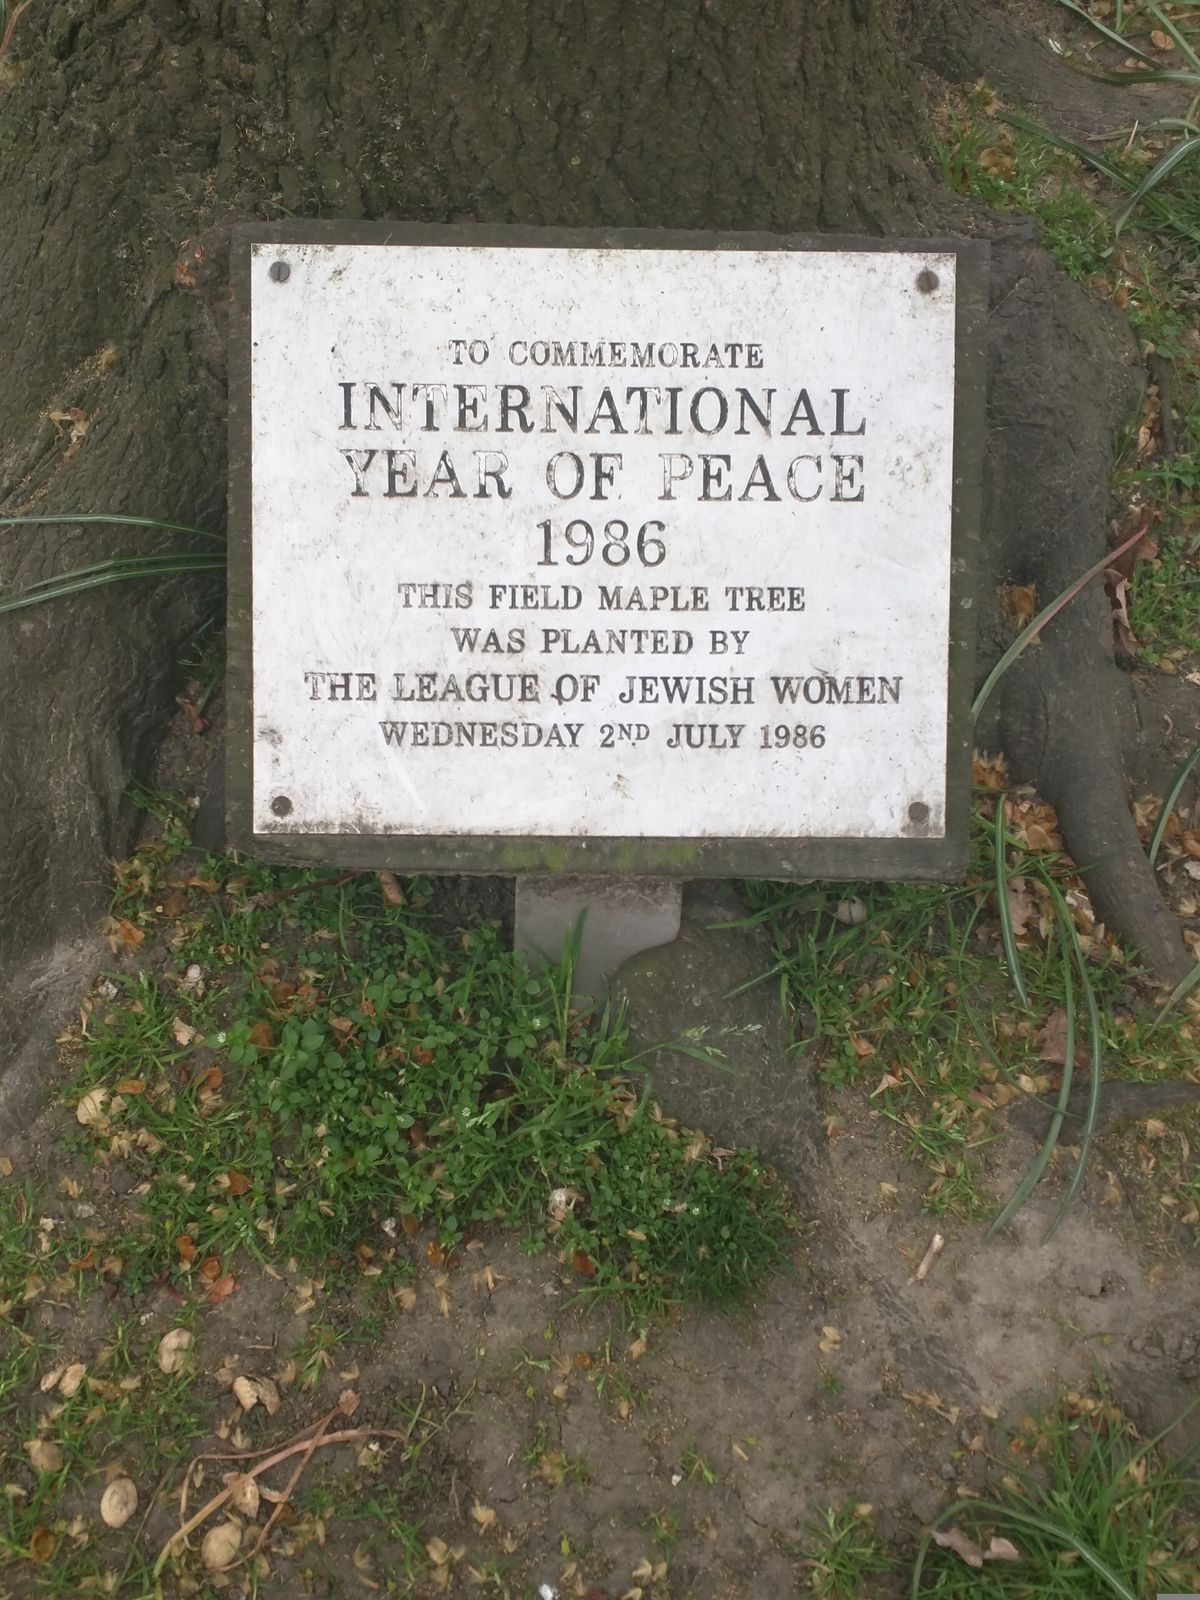 TO COMMEMORATE
INTERNATIONAL
YEAR OF PEACE
1986
THIS FIELD MAPLE TREE
WAS PLANTED BY
THE LEAGUE OF JEWISH WOMEN
WEDNESDAY 2ND JULY 1986